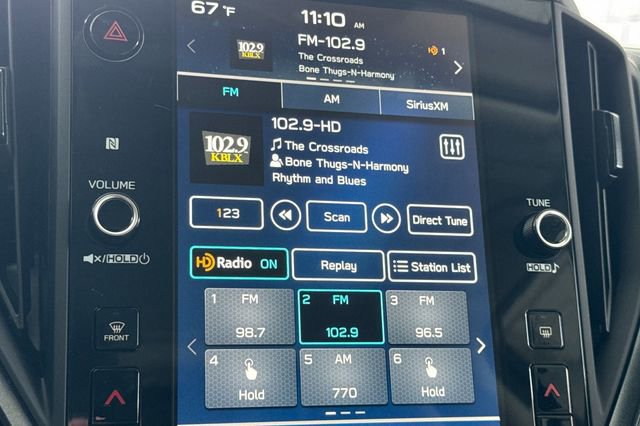 67°F
11:10 AM
102.9
KBLX
FM-102.9
The Crossroads
Bone Thugs-N-Harmony
HD 1
FM
AM
SiriusXM
102.9
KBLX
102.9-HD
The Crossroads
Bone Thugs-N-Harmony
Rhythm and Blues
N
VOLUME
HOLD
TUNE
HOLD
123
Scan
Direct Tune
HD Radio ON
Replay
Station List
1 FM
98.7
2 FM
102.9
3 FM
96.5
4
Hold
5 AM
770
6
Hold
FRONT